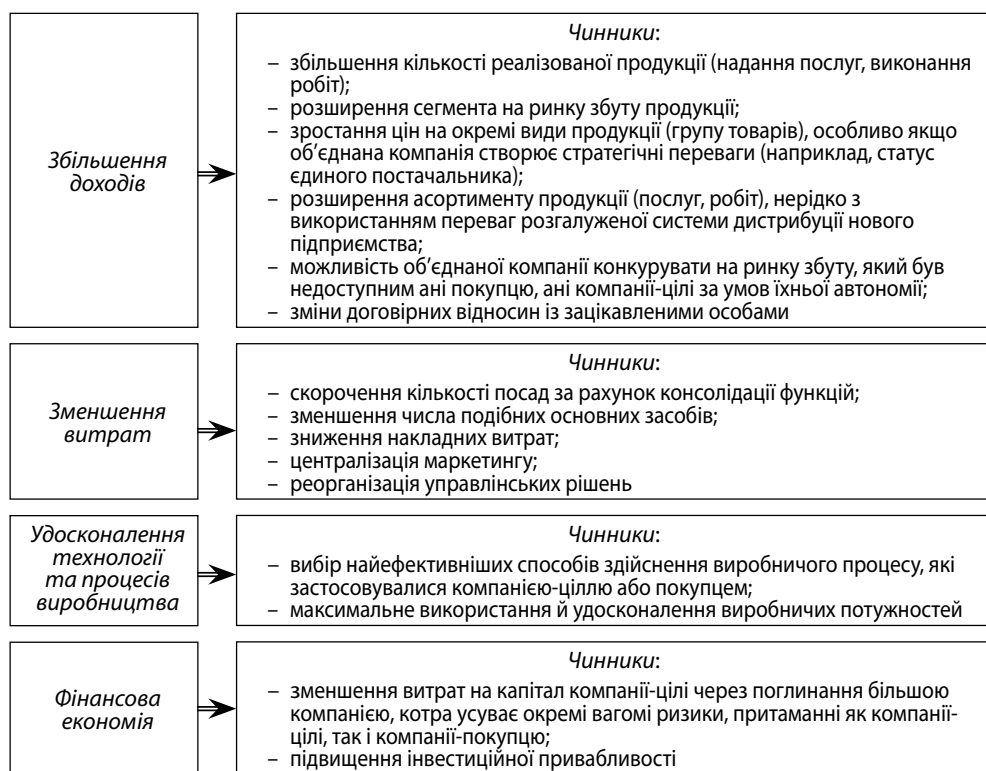 Збільшення
доходів
Чинники:
– збільшення кількості реалізованої продукції (надання послуг, виконання
робіт);
– розширення сегмента на ринку збуту продукції;
– зростання цін на окремі види продукції (групу товарів), особливо якщо
об’єднана компанія створює стратегічні переваги (наприклад, статус
єдиного постачальника);
– розширення асортименту продукції (послуг, робіт), нерідко з
використанням переваг розгалуженої системи дистрибуції нового
підприємства;
– можливість об’єднаної компанії конкурувати на ринку збуту, який був
недоступним ані покупцю, ані компанії-цілі за умов їхньої автономії;
– зміни договірних відносин із зацікавленими особами
Зменшення
витрат
Чинники:
– скорочення кількості посад за рахунок консолідації функцій;
– зменшення числа подібних основних засобів;
– зниження накладних витрат;
– централізація маркетингу;
– реорганізація управлінських рішень
Удосконалення
технології
та процесів
виробництва
Чинники:
– вибір найефективніших способів здійснення виробничого процесу, які
застосовувалися компанією-ціллю або покупцем;
– максимальне використання й удосконалення виробничих потужностей
Фінансова
економія
Чинники:
– зменшення витрат на капітал компанії-цілі через поглинання більшою
компанією, котра усуває окремі вагомі ризики, притаманні як компанії-
цілі, так і компанії-покупцю;
– підвищення інвестиційної привабливості